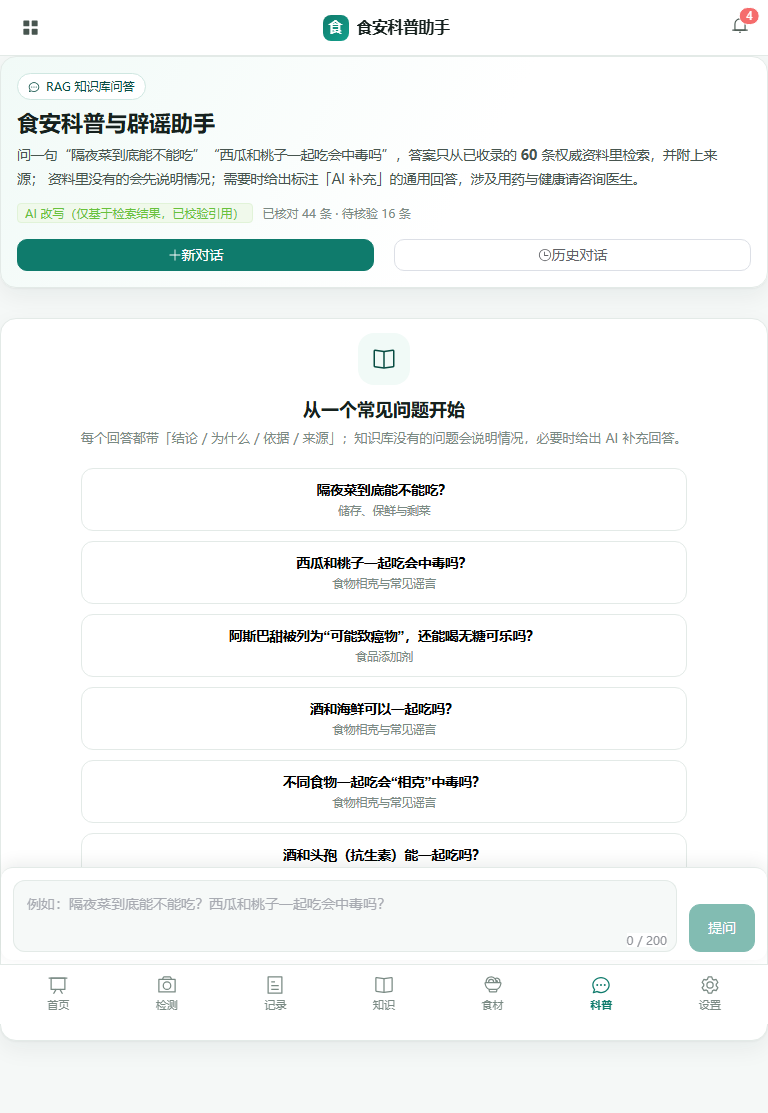 食 食安科普助手
4
RAG 知识库问答
食安科普与辟谣助手
问一句“隔夜菜到底能不能吃”“西瓜和桃子一起吃会中毒吗”，答案只从已收录的 60 条权威资料里检索，并附上来
源； 资料里没有的会先说明情况；需要时给出标注「AI 补充」的通用回答，涉及用药与健康请咨询医生。
AI 改写（仅基于检索结果，已校验引用） 已核对 44 条 · 待核验 16 条
+新对话
历史对话
从一个常见问题开始
每个回答都带「结论 / 为什么 / 依据 / 来源」；知识库没有的问题会说明情况，必要时给出 AI 补充回答。
隔夜菜到底能不能吃？
储存、保鲜与剩菜
西瓜和桃子一起吃会中毒吗？
食物相克与常见谣言
阿斯巴甜被列为“可能致癌物”，还能喝无糖可乐吗？
食品添加剂
酒和海鲜可以一起吃吗？
食物相克与常见谣言
不同食物一起吃会“相克”中毒吗？
食物相克与常见谣言
酒和头孢（抗生素）能一起吃吗？
例如：隔夜菜到底能不能吃？西瓜和桃子一起吃会中毒吗？
0 / 200
提问
首页
检测
记录
知识
食材
科普
设置